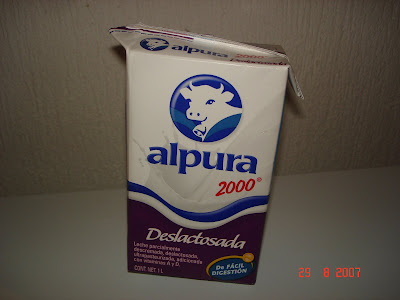 alpura
2000
alpura
2000®
Deslactosada
Leche parcialmente
descremada, deslactosada,
ultrapasteurizada, adicionada
con vitaminas A y D.
CONT. NET. 1 L
De FÁCIL
DIGESTIÓN
29 8 2007